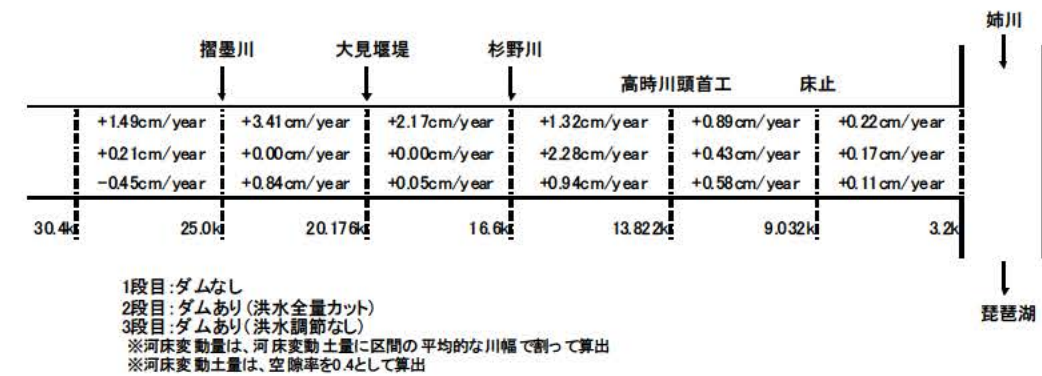 姉川
摺墨川 大見堰堤 杉野川
高時川頭首工 床止
+1.49cm/year +3.41cm/year +2.17cm/year +1.32cm/year +0.89cm/year +0.22cm/year
+0.21cm/year +0.00cm/year +0.00cm/year +2.28cm/year +0.43cm/year +0.17cm/year
-0.45cm/year +0.84cm/year +0.05cm/year +0.94cm/year +0.58cm/year +0.11cm/year
30.4k 25.0k 20.176k 16.6k 13.822k 9.032k 3.2k
琵琶湖
1段目:ダムなし
2段目:ダムあり(洪水全量カット)
3段目:ダムあり(洪水調節なし)
※河床変動量は、河床変動土量に区間の平均的な川幅で割って算出
※河床変動土量は、空隙率を0.4として算出